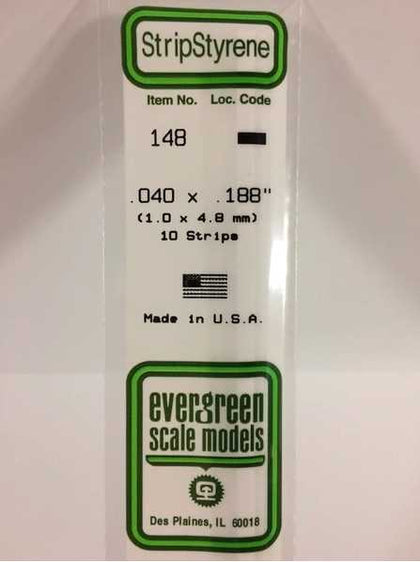 StripStyrene
Item No. Loc. Code
148
.040 x .188"
(1.0 x 4.8 mm)
10 Strips
Made in U.S.A.
evergreen
scale models
Des Plaines, IL 60018